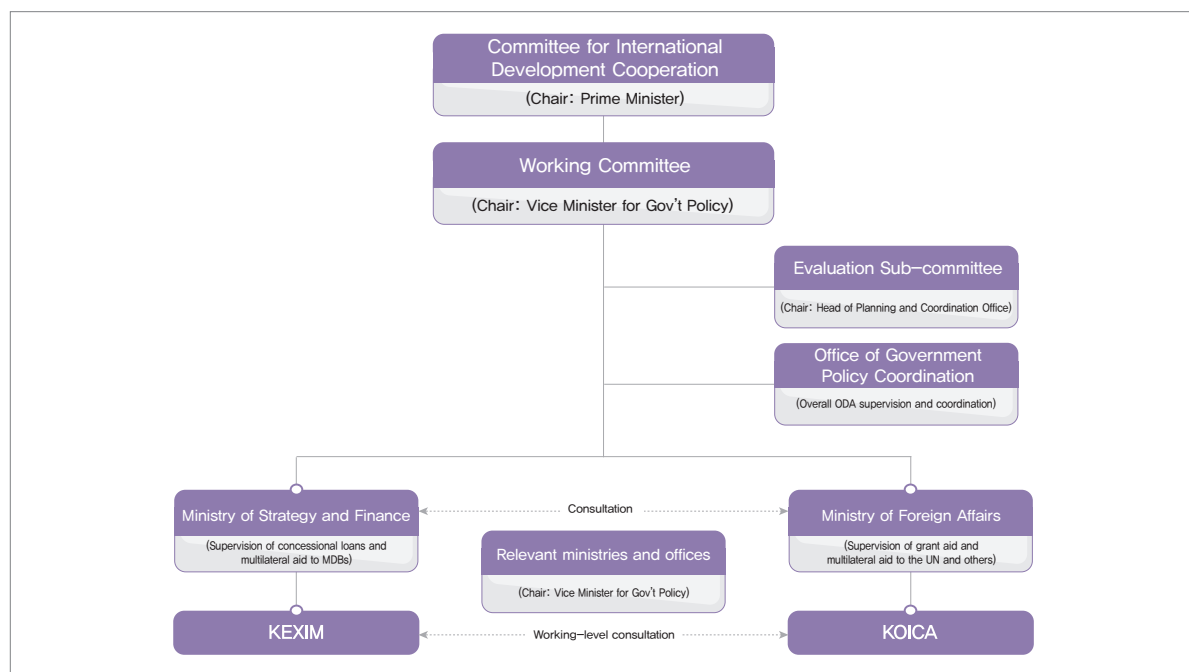 Committee for International
Development Cooperation
(Chair: Prime Minister)
Working Committee
(Chair: Vice Minister for Gov't Policy)
Evaluation Sub-committee
(Chair: Head of Planning and Coordination Office)
Office of Government
Policy Coordination
(Overall ODA supervision and coordination)
Ministry of Strategy and Finance
(Supervision of concessional loans and
multilateral aid to MDBs)
Consultation
Ministry of Foreign Affairs
(Supervision of grant aid and
multilateral aid to the UN and others)
Relevant ministries and offices
(Chair: Vice Minister for Gov't Policy)
KEXIM
Working-level consultation
KOICA